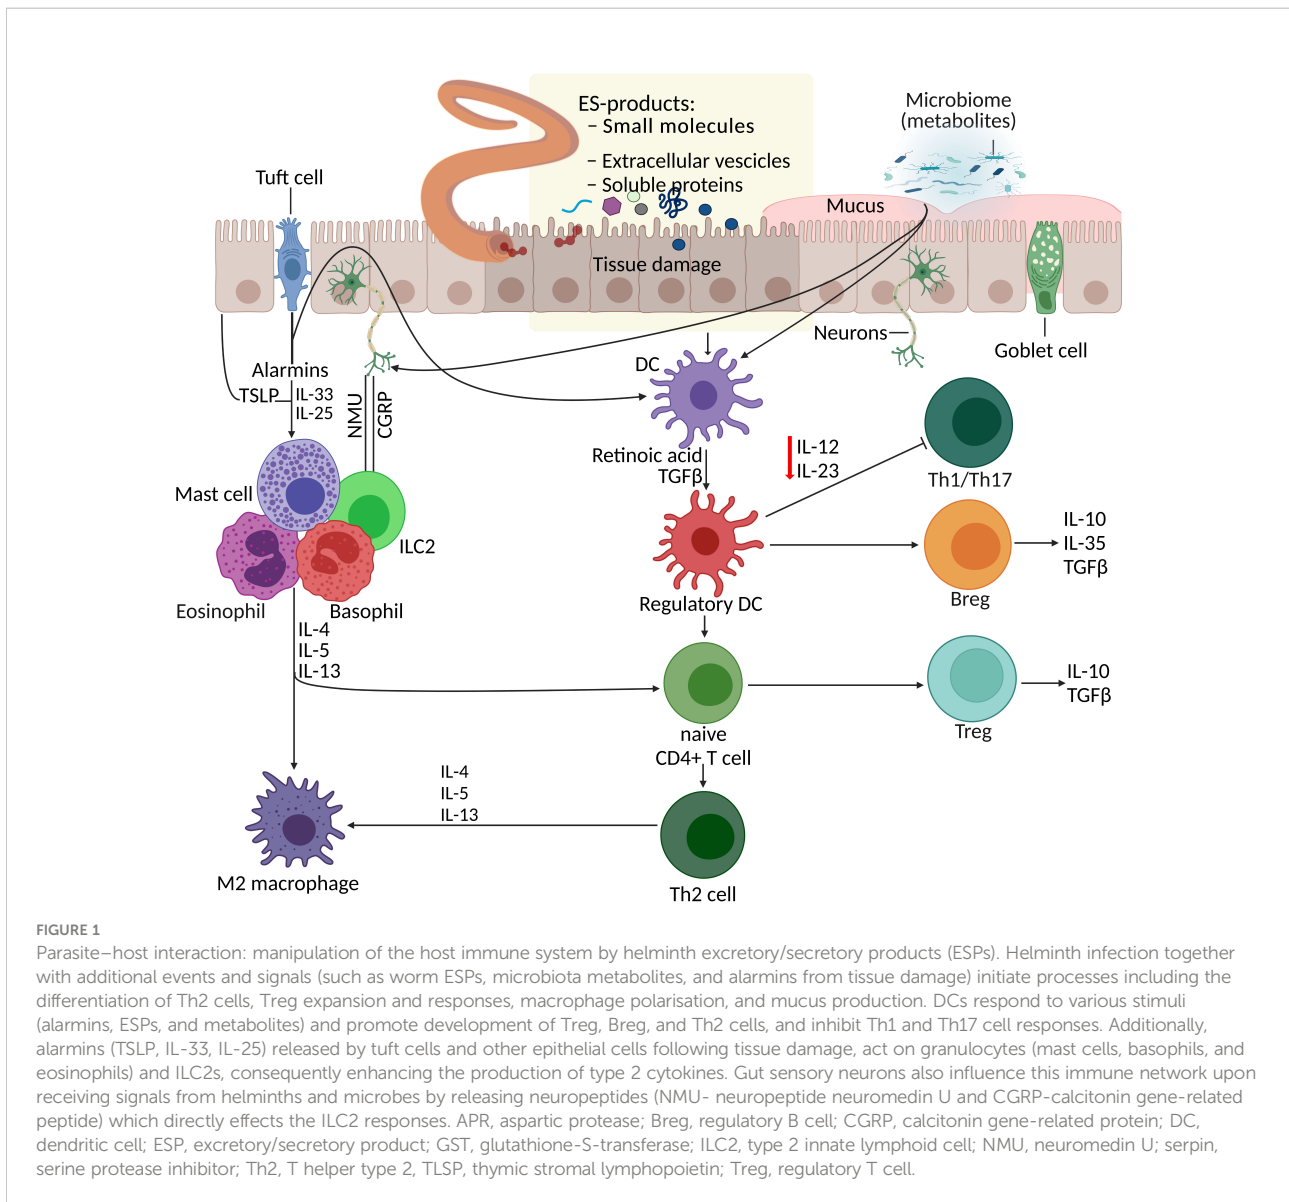 ES-products:
– Small molecules
– Extracellular vescicles
– Soluble proteins
Microbiome
(metabolites)
Tuft cell
Mucus
Tissue damage
Neurons
Goblet cell
Alarmins
TSLP
IL-33
IL-25
NMU
CGRP
DC
Retinoic acid
TGFβ
IL-12
IL-23
Th1/Th17
Mast cell
ILC2
Eosinophil
Basophil
Regulatory DC
Breg
IL-10
IL-35
TGFβ
IL-4
IL-5
IL-13
naive
CD4+ T cell
Treg
IL-10
TGFβ
IL-4
IL-5
IL-13
M2 macrophage
Th2 cell
FIGURE 1
Parasite–host interaction: manipulation of the host immune system by helminth excretory/secretory products (ESPs). Helminth infection together
with additional events and signals (such as worm ESPs, microbiota metabolites, and alarmins from tissue damage) initiate processes including the
differentiation of Th2 cells, Treg expansion and responses, macrophage polarisation, and mucus production. DCs respond to various stimuli
(alarmins, ESPs, and metabolites) and promote development of Treg, Breg, and Th2 cells, and inhibit Th1 and Th17 cell responses. Additionally,
alarmins (TSLP, IL-33, IL-25) released by tuft cells and other epithelial cells following tissue damage, act on granulocytes (mast cells, basophils, and
eosinophils) and ILC2s, consequently enhancing the production of type 2 cytokines. Gut sensory neurons also influence this immune network upon
receiving signals from helminths and microbes by releasing neuropeptides (NMU- neuropeptide neuromedin U and CGRP-calcitonin gene-related
peptide) which directly effects the ILC2 responses. APR, aspartic protease; Breg, regulatory B cell; CGRP, calcitonin gene-related protein; DC,
dendritic cell; ESP, excretory/secretory product; GST, glutathione-S-transferase; ILC2, type 2 innate lymphoid cell; NMU, neuromedin U; serpin,
serine protease inhibitor; Th2, T helper type 2, TLSP, thymic stromal lymphopoietin; Treg, regulatory T cell.